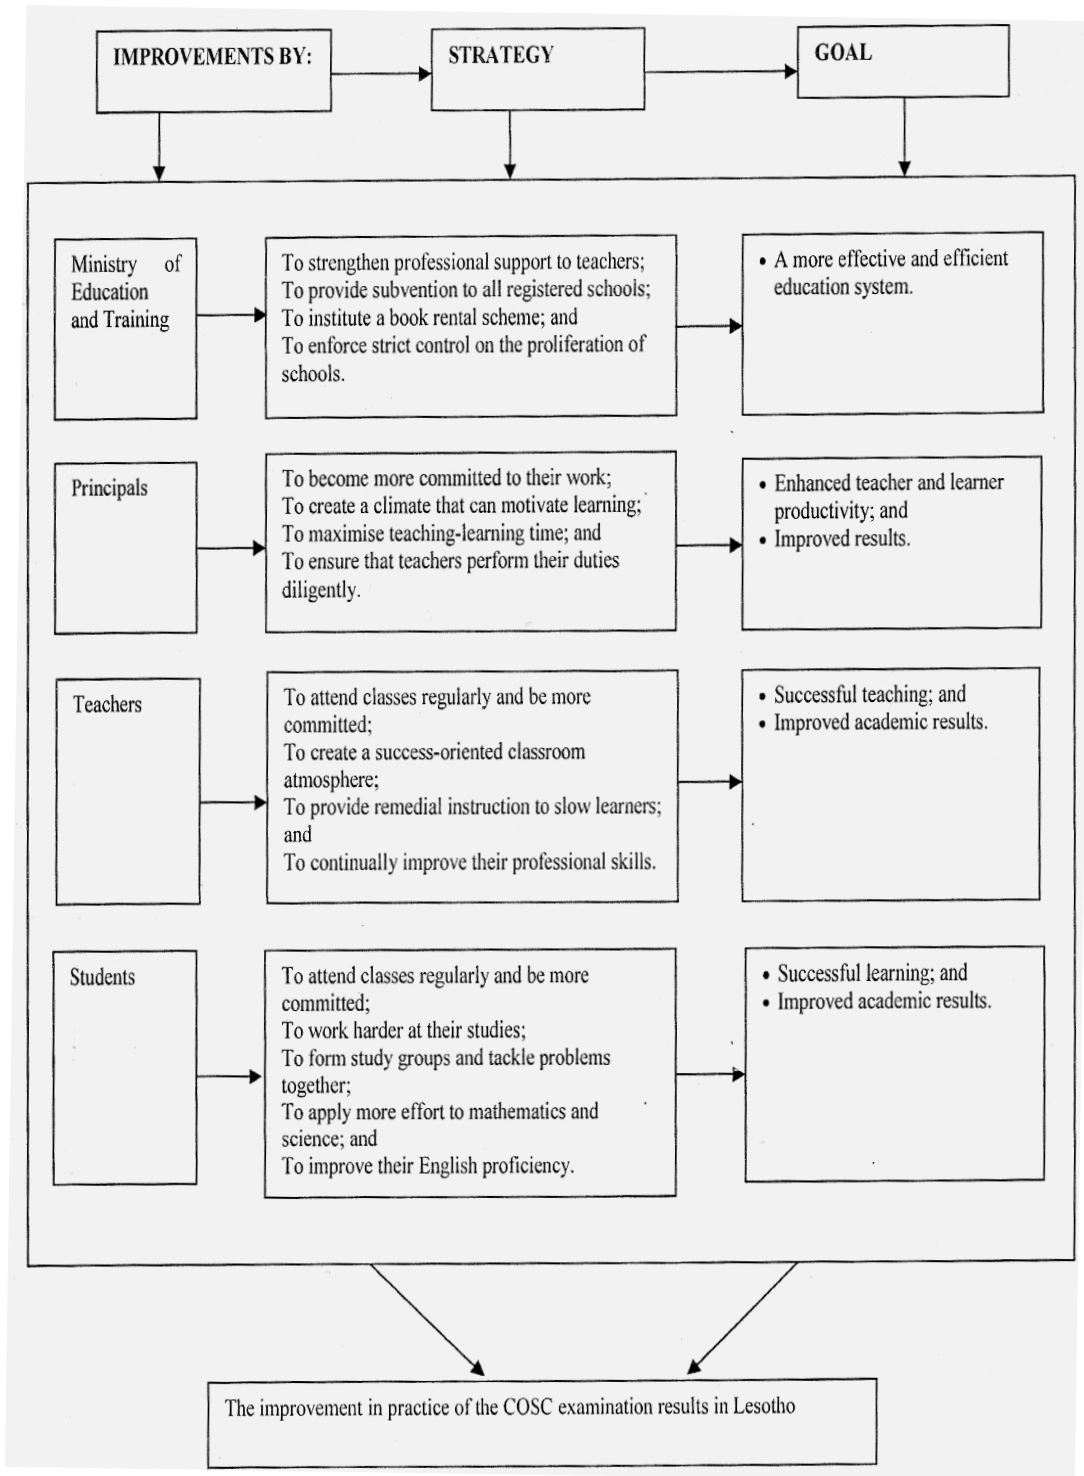 IMPROVEMENTS BY:
STRATEGY
GOAL
Ministry of
Education
and Training
To strengthen professional support to teachers;
To provide subvention to all registered schools;
To institute a book rental scheme; and
To enforce strict control on the proliferation of
schools.
• A more effective and efficient
education system.
Principals
To become more committed to their work;
To create a climate that can motivate learning;
To maximise teaching-learning time; and
To ensure that teachers perform their duties
diligently.
• Enhanced teacher and learner
productivity; and
• Improved results.
Teachers
To attend classes regularly and be more
committed;
To create a success-oriented classroom
atmosphere;
To provide remedial instruction to slow learners;
and
To continually improve their professional skills.
• Successful teaching; and
• Improved academic results.
Students
To attend classes regularly and be more
committed;
To work harder at their studies;
To form study groups and tackle problems
together;
To apply more effort to mathematics and
science; and
To improve their English proficiency.
• Successful learning; and
• Improved academic results.
The improvement in practice of the COSC examination results in Lesotho